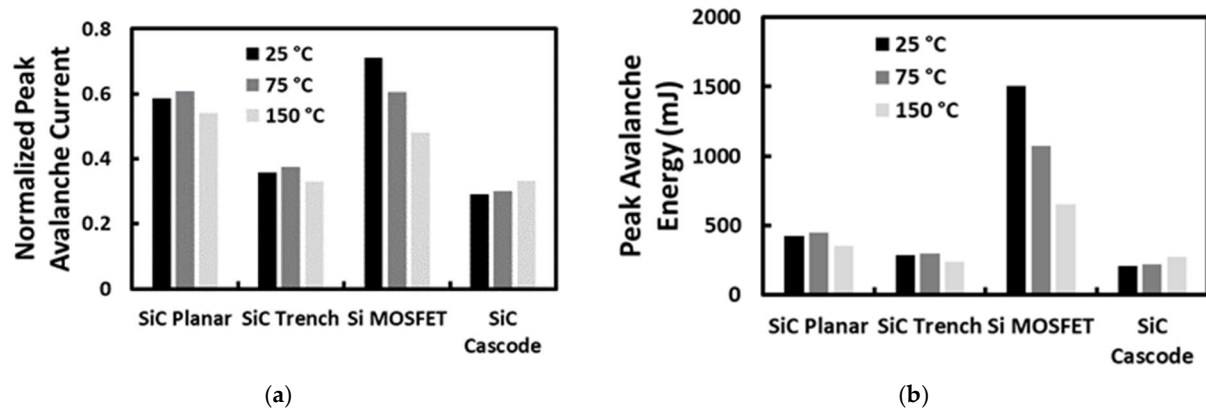 Normalized Peak
Avalanche Current
0.8
0.6
0.4
0.2
0
25 °C
75 °C
150 °C
SiC Planar
SiC Trench
Si MOSFET
SiC
Cascode
(a)
Peak Avalanche
Energy (mJ)
2000
1500
1000
500
0
25 °C
75 °C
150 °C
SiC Planar
SiC Trench
Si MOSFET
SiC
Cascode
(b)